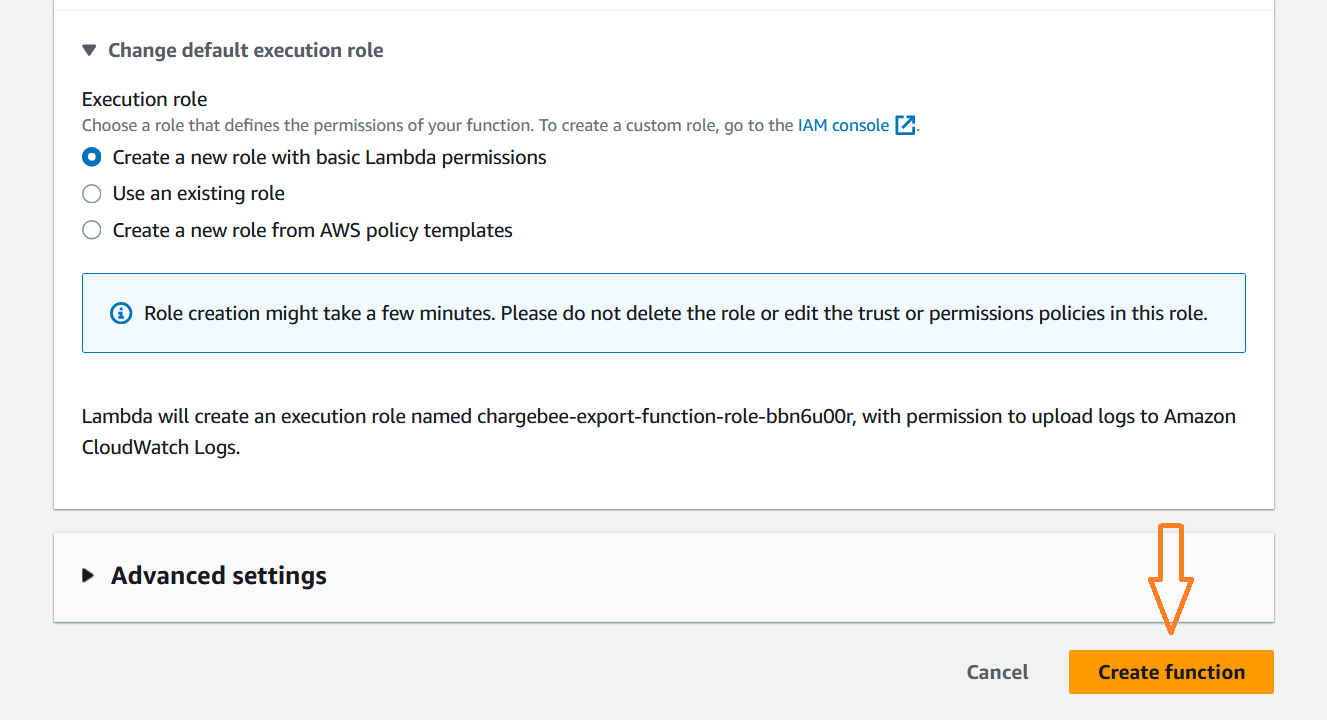 Change default execution role
Execution role
Choose a role that defines the permissions of your function. To create a custom role, go to the IAM console .
Create a new role with basic Lambda permissions
Use an existing role
Create a new role from AWS policy templates
Role creation might take a few minutes. Please do not delete the role or edit the trust or permissions policies in this role.
Lambda will create an execution role named chargebee-export-function-role-bbn6u00r, with permission to upload logs to Amazon
CloudWatch Logs.
Advanced settings
Cancel Create function